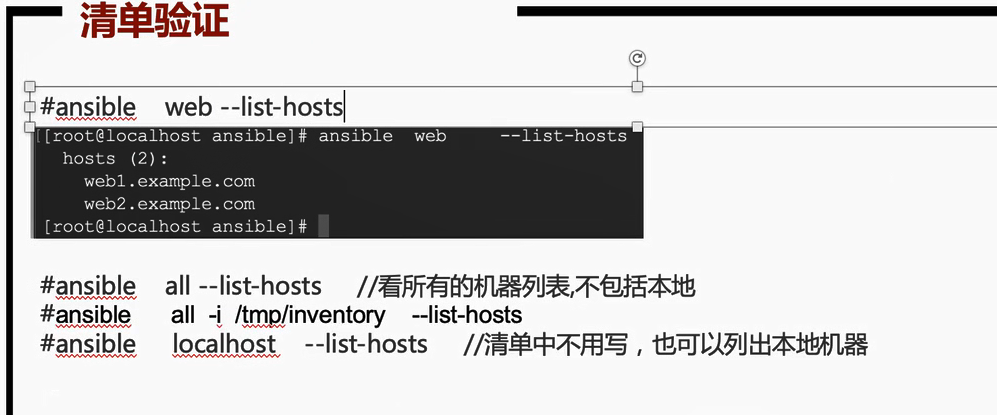 清单验证
#ansible web --list-hosts
[[root@localhost ansible]# ansible web --list-hosts
hosts (2):
web1.example.com
web2.example.com
[root@localhost ansible]#
#ansible all --list-hosts //看所有的机器列表,不包括本地
#ansible all -i /tmp/inventory --list-hosts
#ansible localhost --list-hosts //清单中不用写，也可以列出本地机器